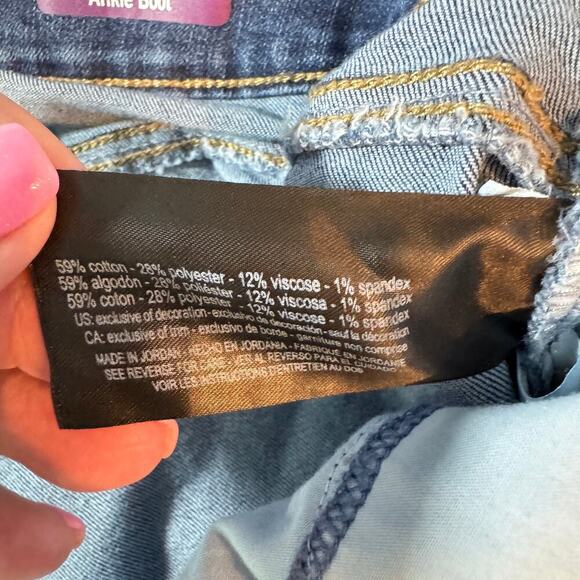 Ankle Boot
59% cotton - 28% polyester - 12% viscose - 1% spandex
59% algodón - 28% poliéster - 12% viscosa - 1% spandex
59% coton - 28% polyester - 12% viscose - 1% spandex
US: exclusive of decoration - exclusivo de decoración - sauf la décoration
CA: exclusive of trim - exclusivo de borde - garniture non comprise
MADE IN JORDAN - HECHO EN JORDANIA - FABRIQUÉ EN JORDANIE
SEE REVERSE FOR CARE - VER AL REVERSO PARA EL CUIDADO
VOIR LES INSTRUCTIONS D'ENTRETIEN AU DOS